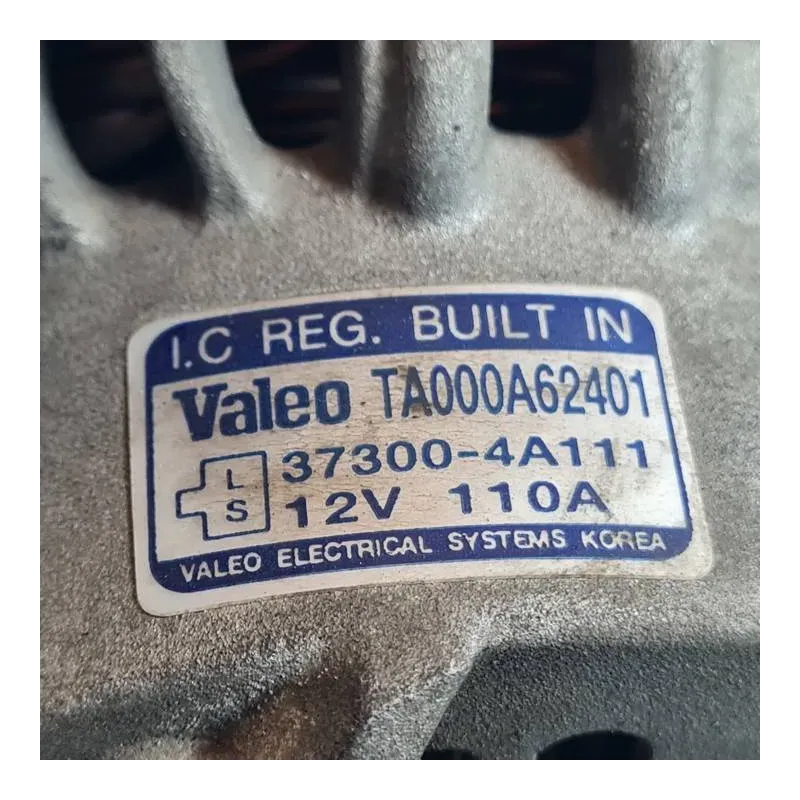 I.C REG. BUILT IN
Valeo TA000A62401
L 37300-4A111
S 12V 110A
VALEO ELECTRICAL SYSTEMS KOREA